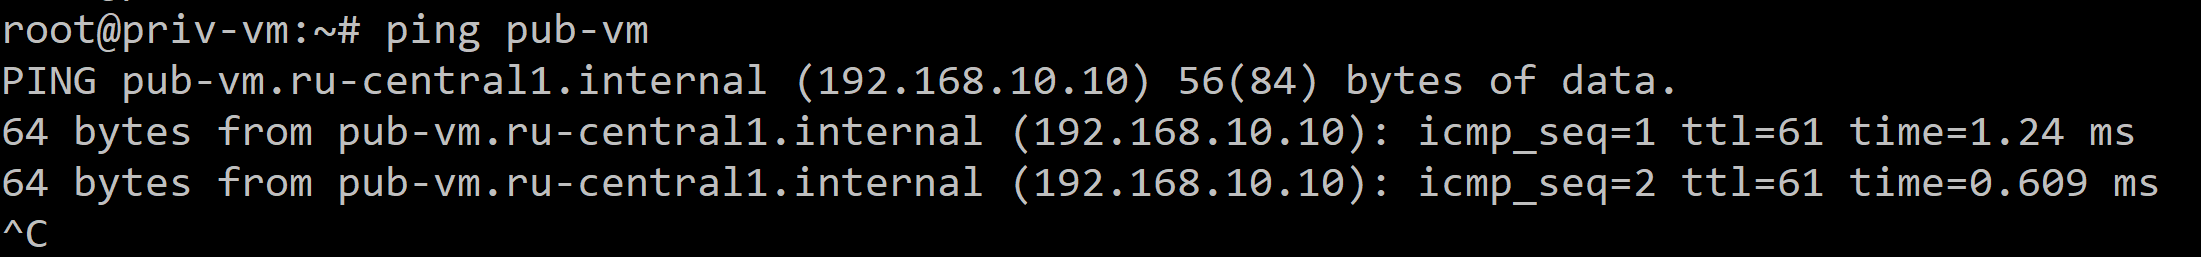 root@priv-vm:~# ping pub-vm
PING pub-vm.ru-central1.internal (192.168.10.10) 56(84) bytes of data.
64 bytes from pub-vm.ru-central1.internal (192.168.10.10): icmp_seq=1 ttl=61 time=1.24 ms
64 bytes from pub-vm.ru-central1.internal (192.168.10.10): icmp_seq=2 ttl=61 time=0.609 ms
^C